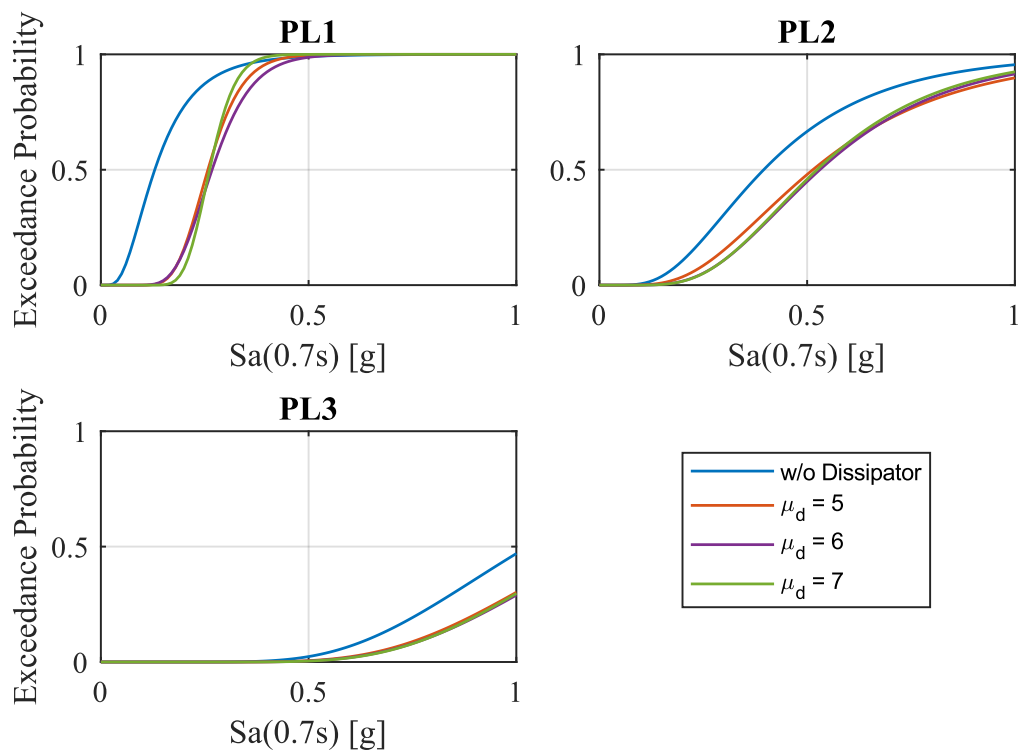 PL1
Exceedance Probability
1
0.5
0
0
0.5
1
Sa(0.7s) [g]
PL2
1
0.5
0
0
0.5
1
Sa(0.7s) [g]
PL3
Exceedance Probability
1
0.5
0
0
0.5
1
Sa(0.7s) [g]
w/o Dissipator
μd = 5
μd = 6
μd = 7